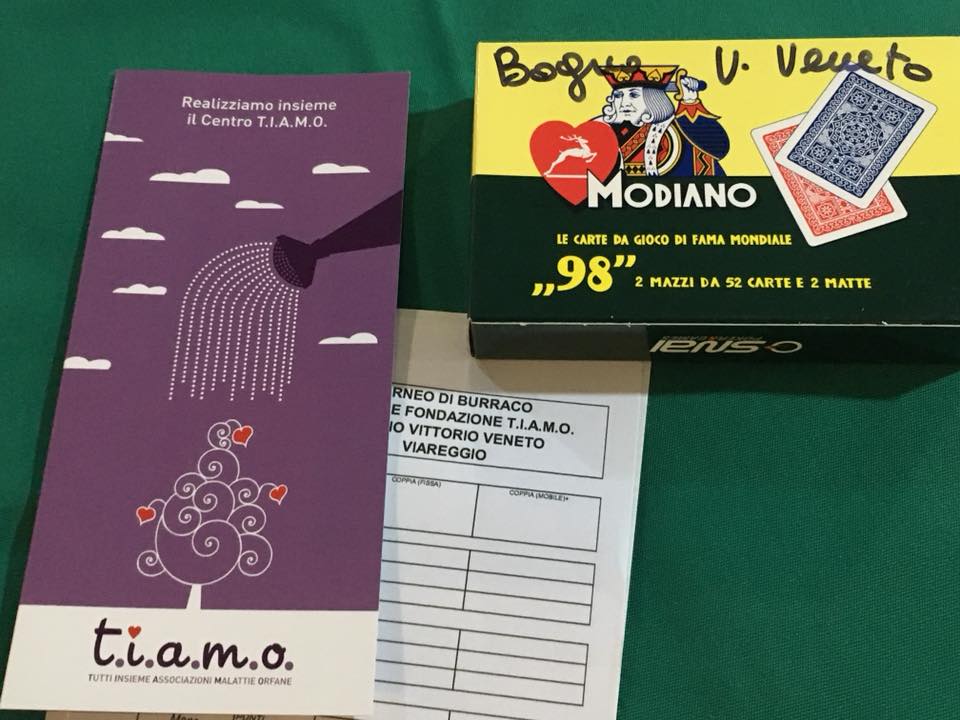 Realizziamo insieme
il Centro T.I.A.M.O.
t.i.a.m.o.
TUTTI INSIEME ASSOCIAZIONI MALATTIE ORFANE
Bagno V. Veneto
MODIANO
LE CARTE DA GIOCO DI FAMA MONDIALE
„98”
2 MAZZI DA 52 CARTE E 2 MATTE
SNAI
RNEO DI BURRACO
E FONDAZIONE T.I.A.M.O.
IO VITTORIO VENETO
VIAREGGIO
COPPIA (FISSA)
COPPIA (MOBILE)*